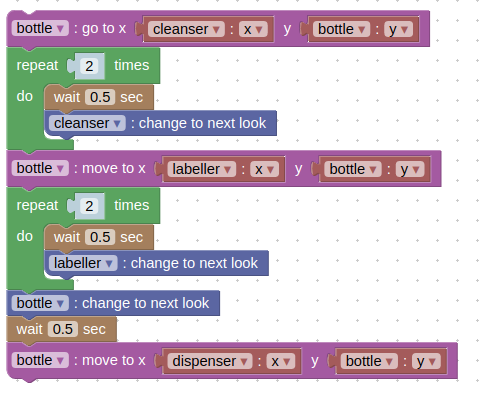 bottle ▾ : go to x cleanser ▾ : x ▾ y bottle ▾ : y ▾
repeat 2 times
do wait 0.5 sec
cleanser ▾ : change to next look
bottle ▾ : move to x labeller ▾ : x ▾ y bottle ▾ : y ▾
repeat 2 times
do wait 0.5 sec
labeller ▾ : change to next look
bottle ▾ : change to next look
wait 0.5 sec
bottle ▾ : move to x dispenser ▾ : x ▾ y bottle ▾ : y ▾